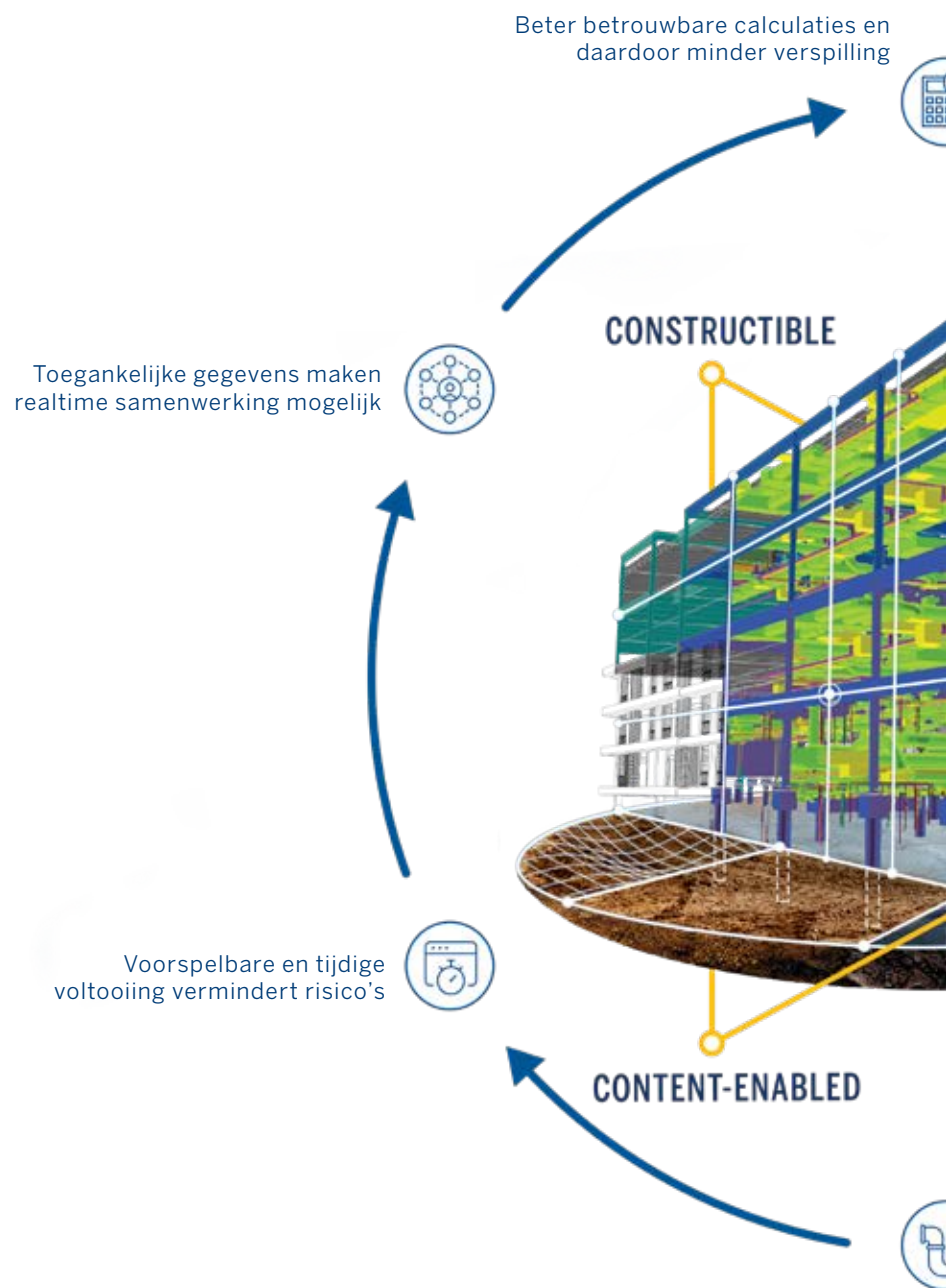 Beter betrouwbare calculaties en
daardoor minder verspilling
CONSTRUCTIBLE
Toegankelijke gegevens maken
realtime samenwerking mogelijk
Voorspelbare en tijdige
voltooiing vermindert risico's
CONTENT-ENABLED